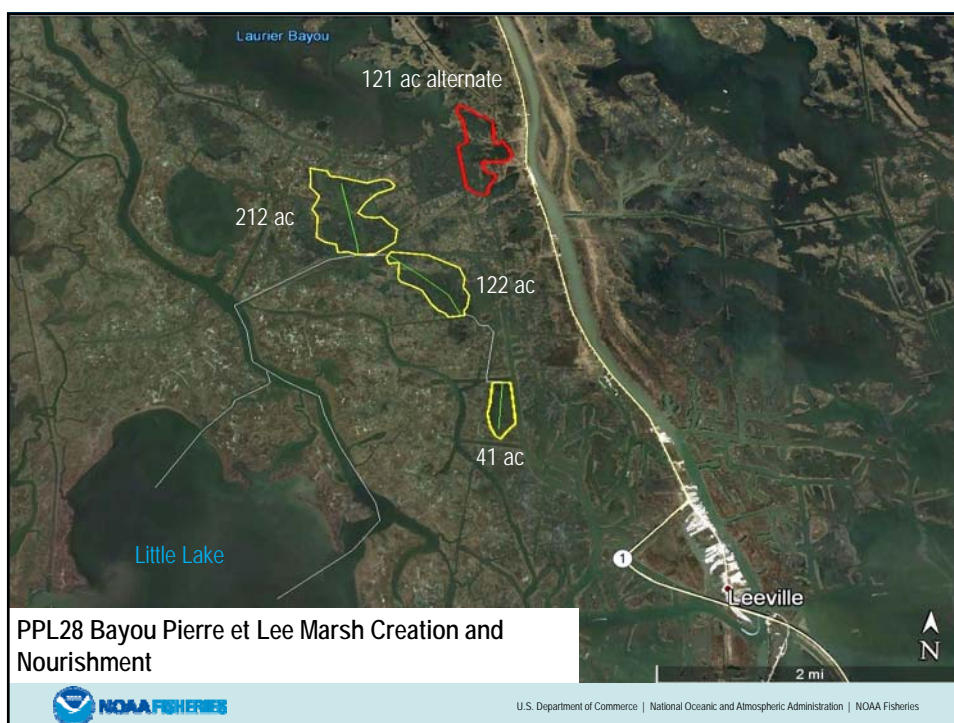 Laurier Bayou
121 ac alternate
212 ac
122 ac
41 ac
Little Lake
1
Leeville
PPL28 Bayou Pierre et Lee Marsh Creation and
Nourishment
N
2 mi
NOAA FISHERIES
U.S. Department of Commerce | National Oceanic and Atmospheric Administration | NOAA Fisheries